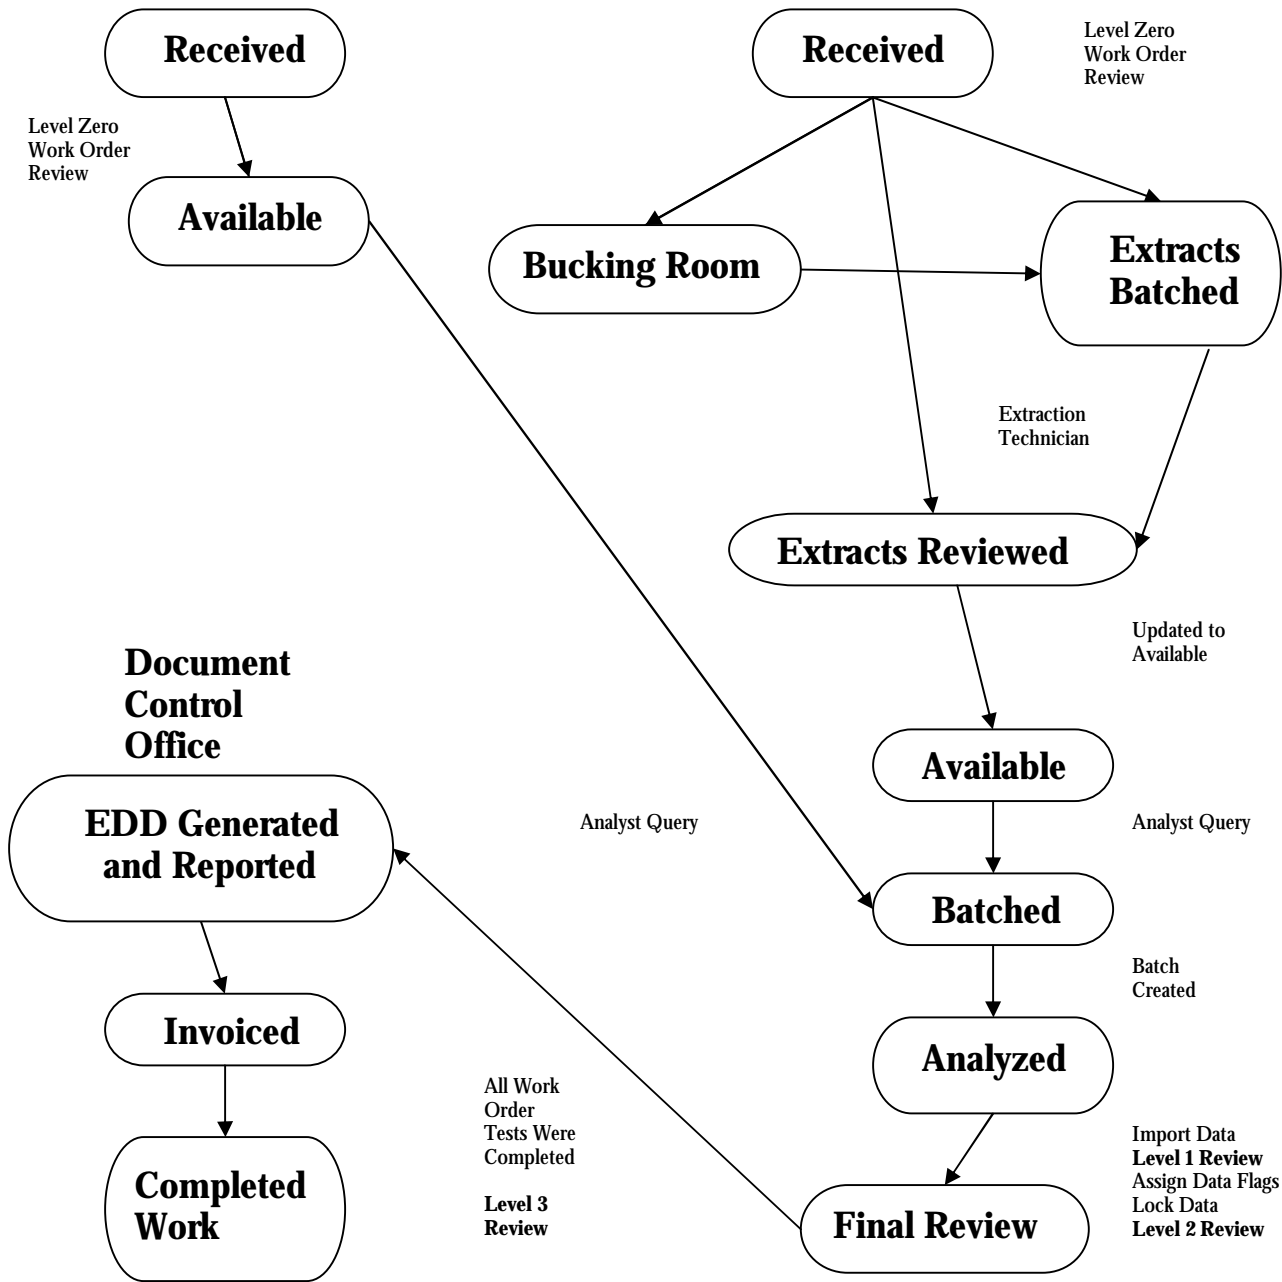 Received
Received
Level Zero
Work Order
Review
Level Zero
Work Order
Review
Available
Bucking Room
Extracts
Batched
Extraction
Technician
Extracts Reviewed
Updated to
Available
Document
Control
Office
Available
EDD Generated
and Reported
Analyst Query
Analyst Query
Batched
Batch
Created
Invoiced
Analyzed
All Work
Order
Tests Were
Completed
Level 3
Review
Import Data
Level 1 Review
Assign Data Flags
Lock Data
Level 2 Review
Completed
Work
Final Review